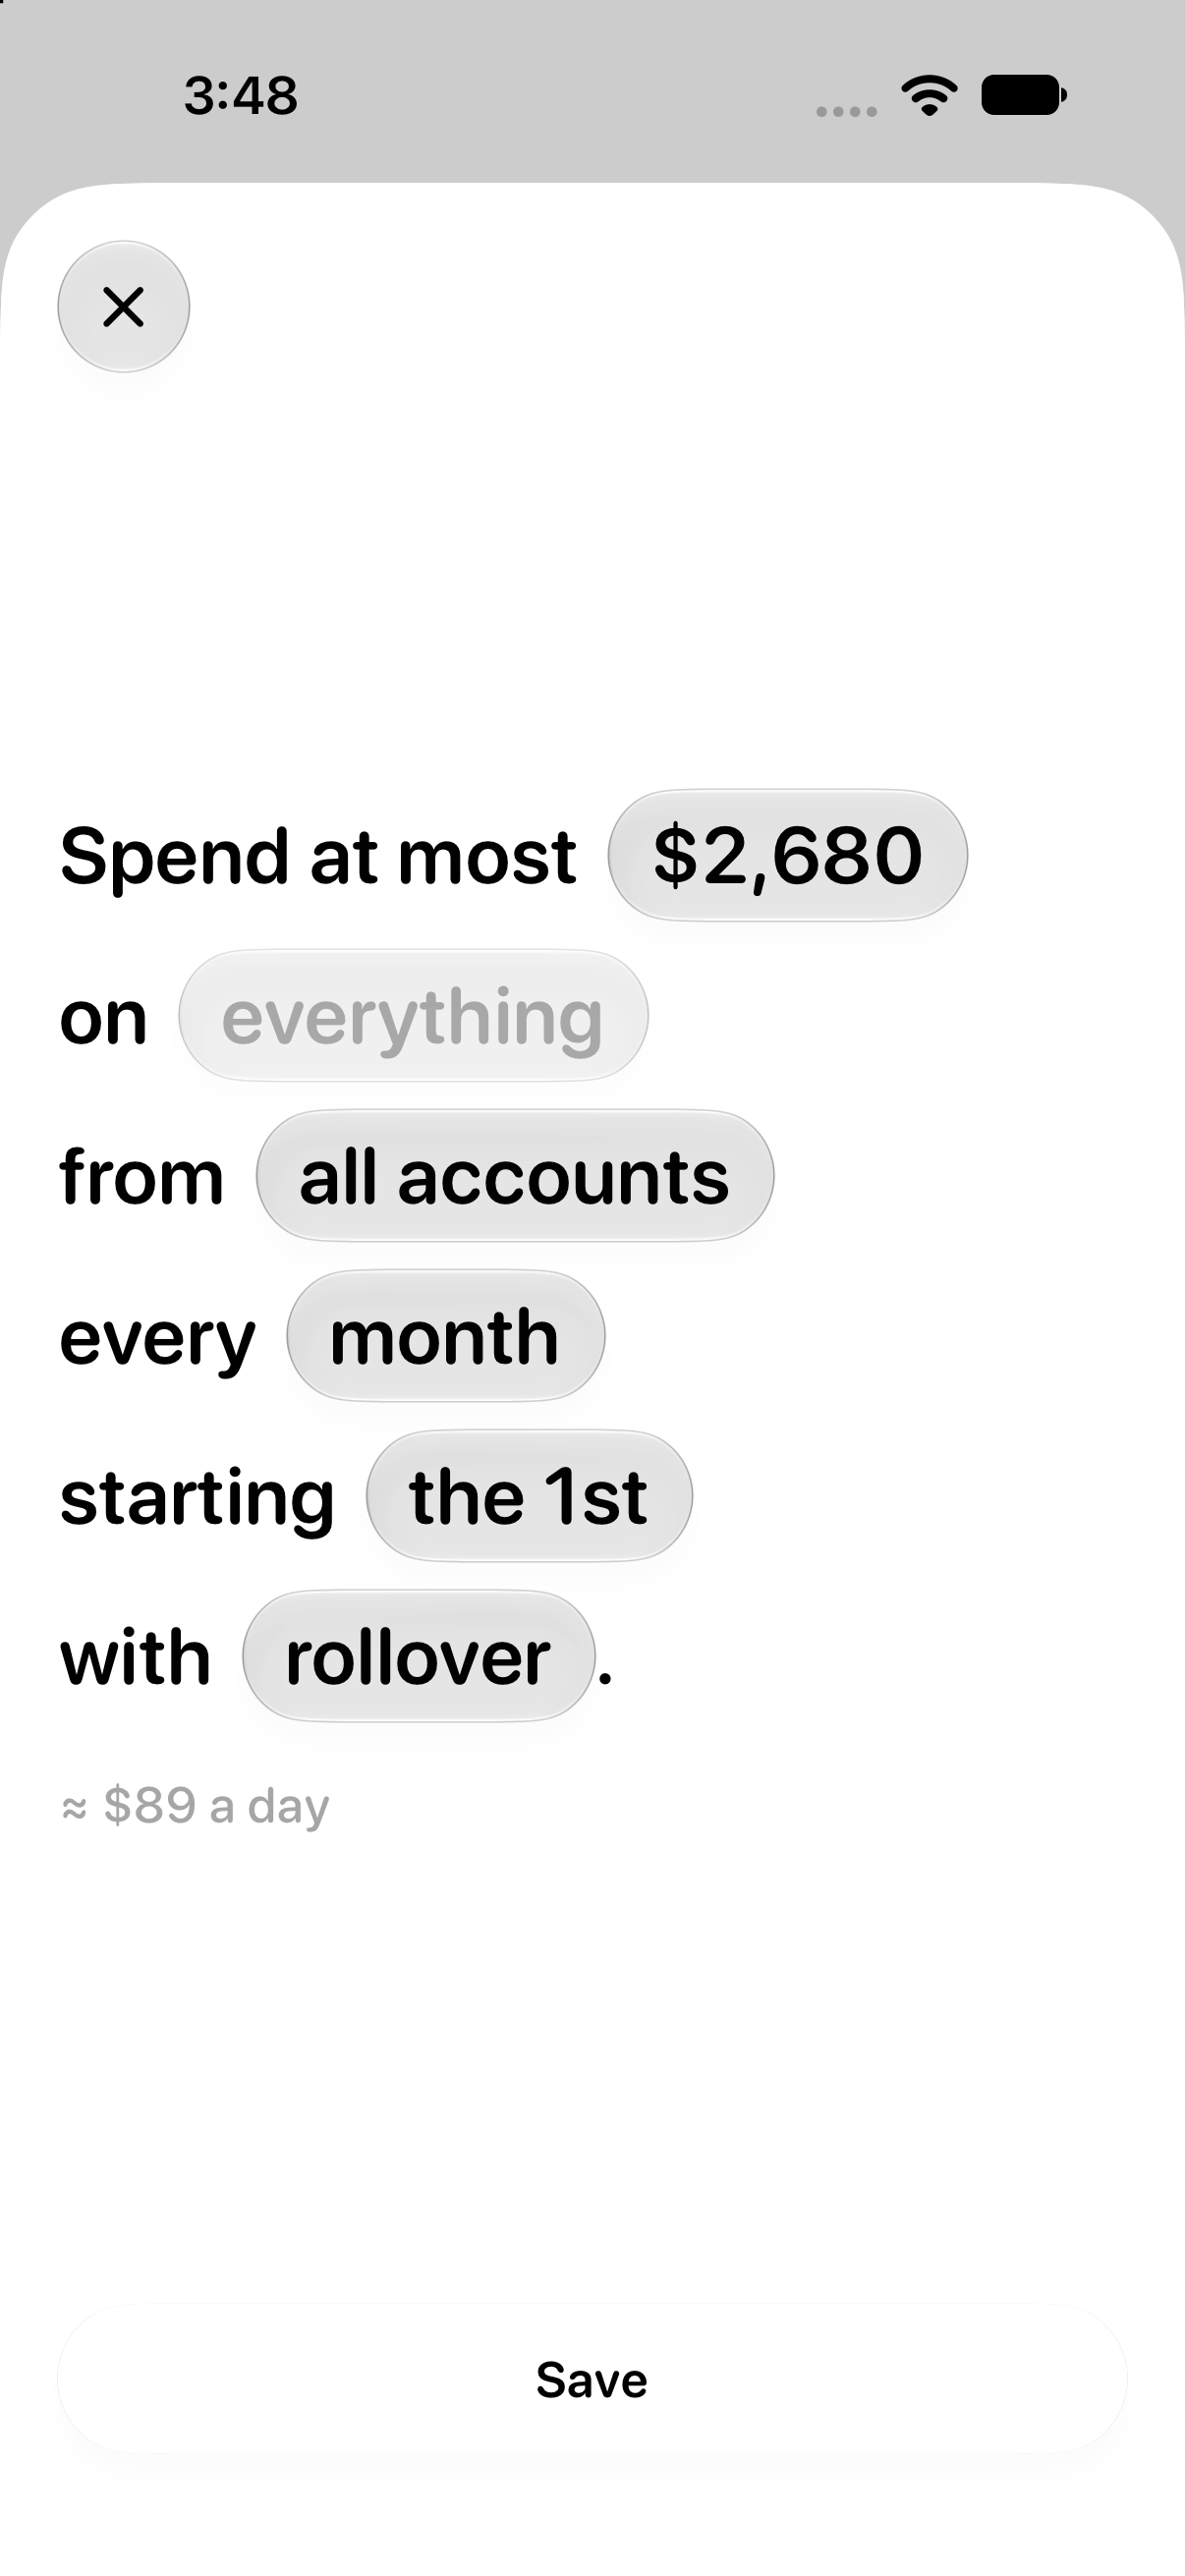 3:48
Spend at most $2,680
on everything
from all accounts
every month
starting the 1st
with rollover.
≈ $89 a day
Save